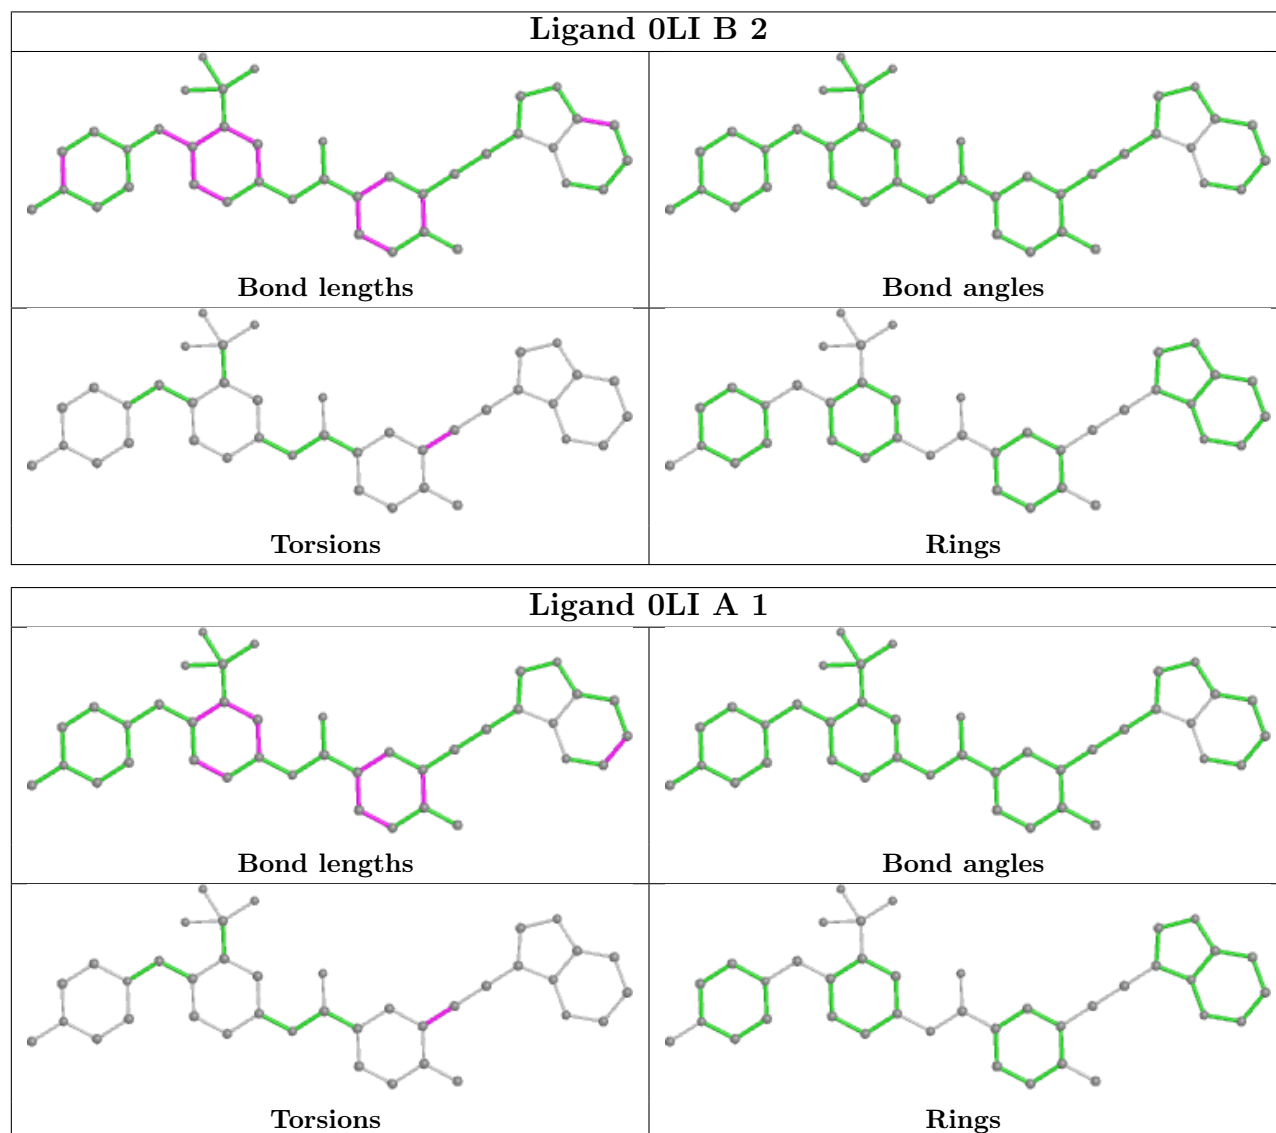 Ligand 0LI B 2
Bond lengths
Bond angles
Torsions
Rings
Ligand 0LI A 1
Bond lengths
Bond angles
Torsions
Rings